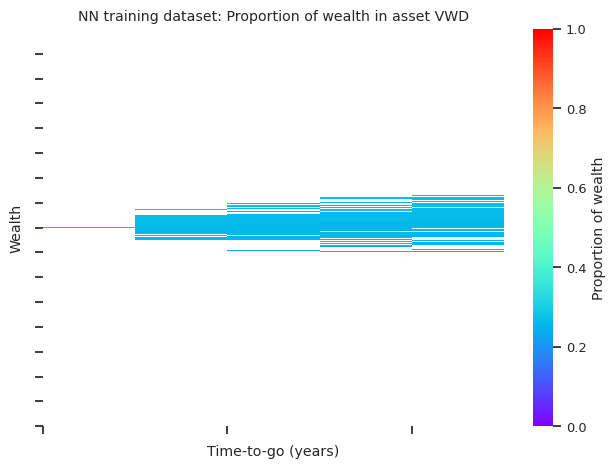 NN training dataset: Proportion of wealth in asset VWD
Wealth
Time-to-go (years)
1.0
0.8
0.6
0.4
0.2
0.0
Proportion of wealth